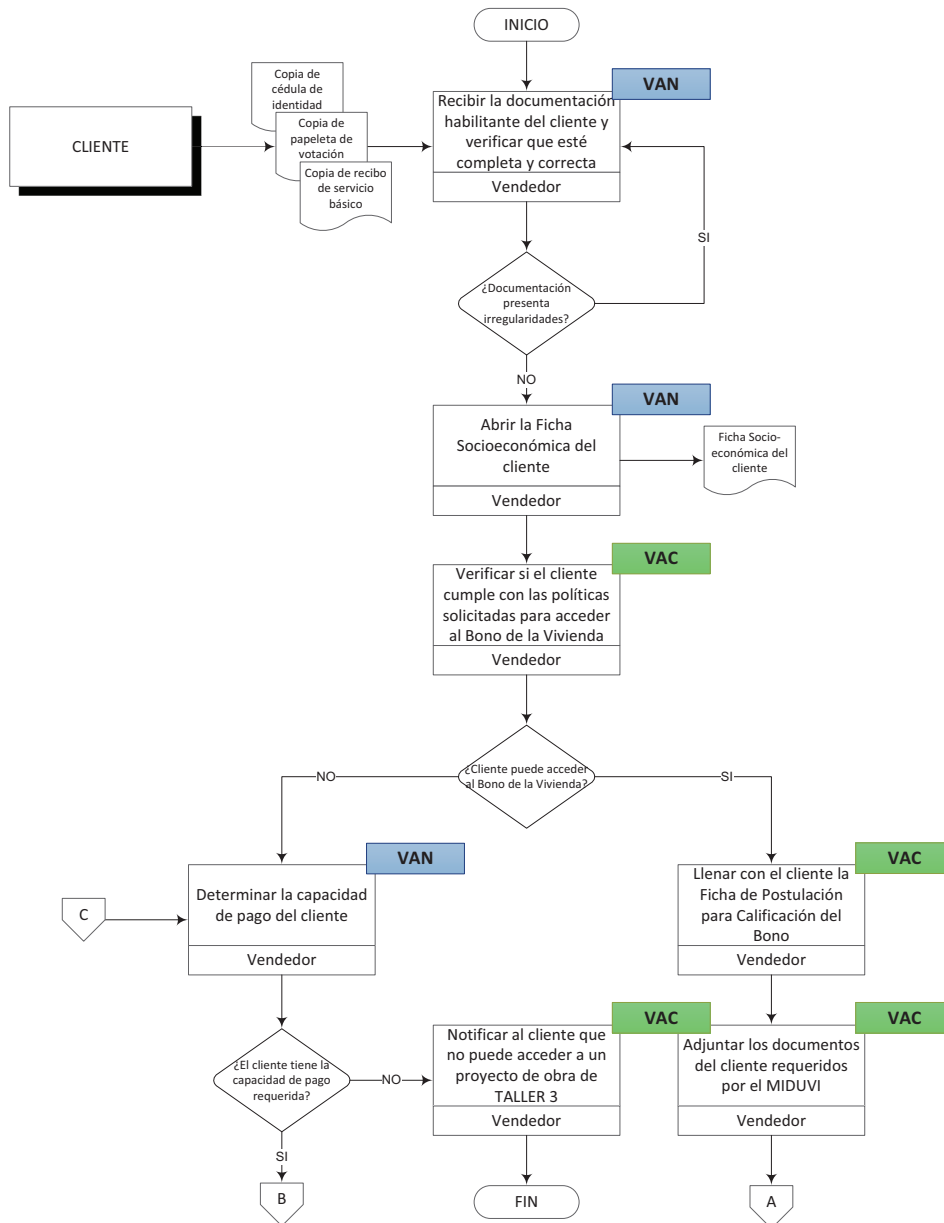 INICIO
Copia de
cédula de
identidad
VAN
CLIENTE
Copia de
papeleta de
votación
Copia de recibo
de servicio
básico
Recibir la documentación
habilitante del cliente y
verificar que esté
completa y correcta
Vendedor
SI
¿Documentación
presenta
irregularidades?
NO
VAN
Abrir la Ficha
Socioeconómica del
cliente
Vendedor
Ficha Socio-
económica del
cliente
VAC
Verificar si el cliente
cumple con las políticas
solicitadas para acceder
al Bono de la Vivienda
Vendedor
¿Cliente puede acceder
al Bono de la Vivienda?
NO
SI
VAN
Determinar la capacidad
de pago del cliente
Vendedor
C
VAC
Llenar con el cliente la
Ficha de Postulación
para Calificación del
Bono
Vendedor
¿El cliente tiene la
capacidad de pago
requerida?
NO
SI
VAC
Notificar al cliente que
no puede acceder a un
proyecto de obra de
TALLER 3
Vendedor
VAC
Adjuntar los documentos
del cliente requeridos
por el MIDUVI
Vendedor
B
FIN
A